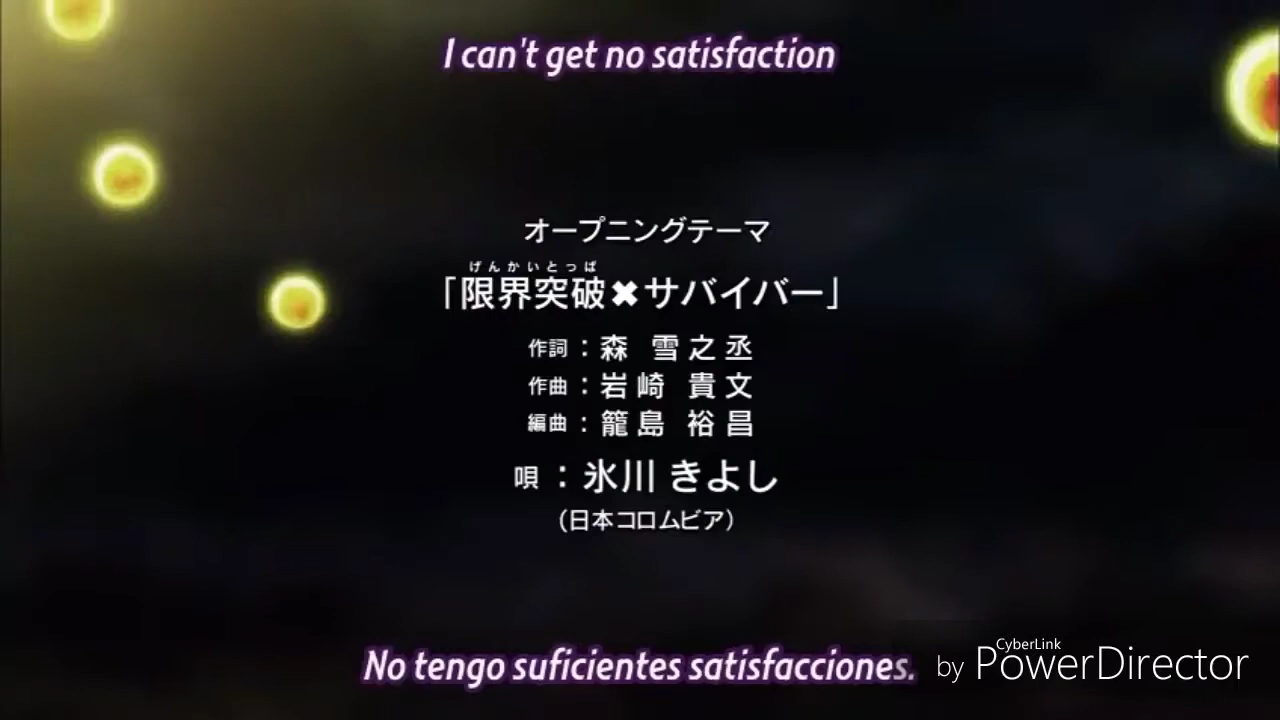 I can't get no satisfaction
オープニングテーマ
げんかいとっぱ
「限界突破✖サバイバー」
作詞：森 雪之丞
作曲：岩崎 貴文
編曲：籠島 裕昌
唄：氷川 きよし
(日本コロムビア)
No tengo suficientes satisfacciones.
CyberLink
by PowerDirector